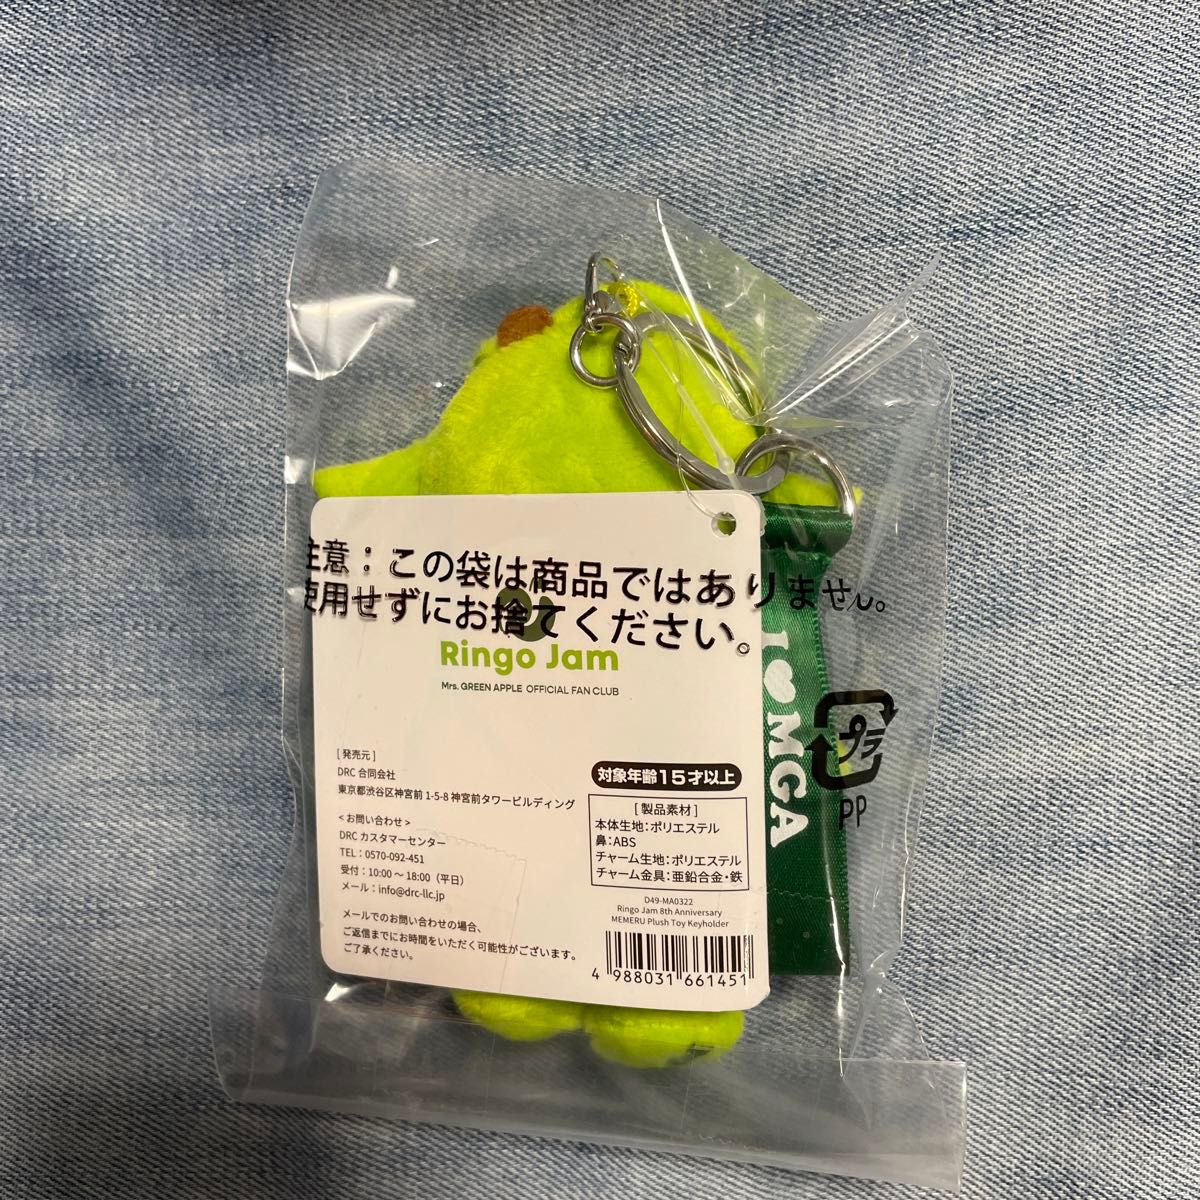 注意：この袋は商品ではありません。
使用せずにお捨てください。
Ringo Jam
Mrs. GREEN APPLE OFFICIAL FAN CLUB
[ 発売元 ]
DRC 合同会社
東京都渋谷区神宮前 1-5-8 神宮前タワービルディング
< お問い合わせ >
DRC カスタマーセンター
TEL：0570-092-451
受付：10:00 〜 18:00（平日）
メール：info@drc-llc.jp
メールでのお問い合わせの場合、
ご返信までにお時間をいただく可能性がございます。
ご了承ください。
対象年齢15才以上
[ 製品素材 ]
本体生地：ポリエステル
鼻：ABS
チャーム生地：ポリエステル
チャーム金具：亜鉛合金・鉄
D49-MA0322
Ringo Jam 8th Anniversary
MEMERU Plush Toy Keyholder
4 988031 661451
I MGA
プラ
PP